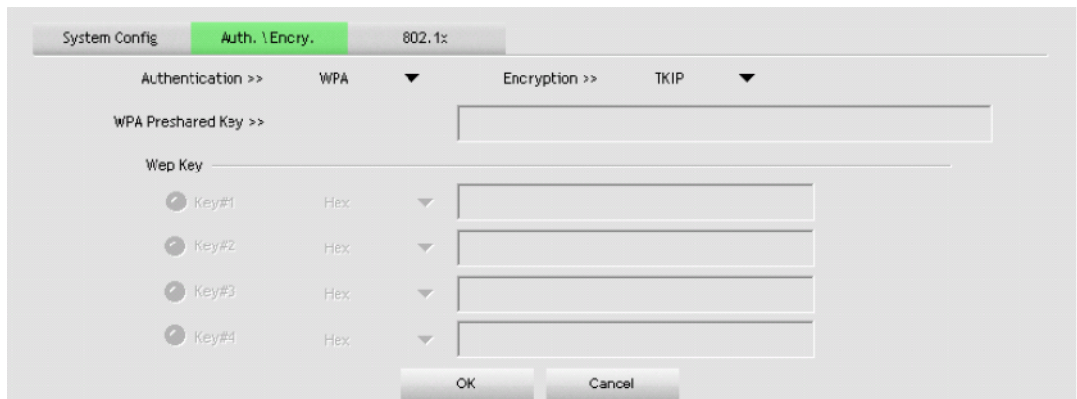 System Config Auth. \ Encry. 802.1x
Authentication >> WPA Encryption >> TKIP
WPA Preshared Key >>
Wep Key
Key#1 Hex
Key#2 Hex
Key#3 Hex
Key#4 Hex
OK Cancel